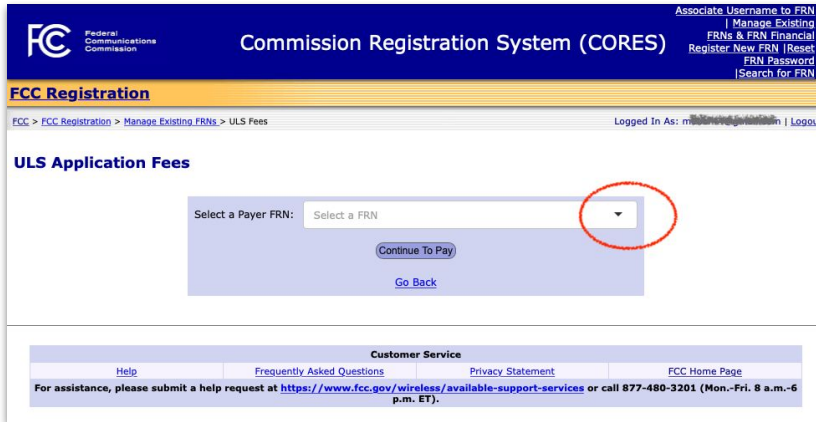 Associate Username to FRN
| Manage Existing
FRNs & FRN Financial
Register New FRN |Reset
FRN Password
|Search for FRN
FCC
Federal
Communications
Commission
Commission Registration System (CORES)
FCC Registration
FCC > FCC Registration > Manage Existing FRNs > ULS Fees
Logged In As: | Logou
ULS Application Fees
Select a Payer FRN: Select a FRN
Continue To Pay
Go Back
Customer Service
Help Frequently Asked Questions Privacy Statement FCC Home Page
For assistance, please submit a help request at https://www.fcc.gov/wireless/available-support-services or call 877-480-3201 (Mon.-Fri. 8 a.m.-6
p.m. ET).